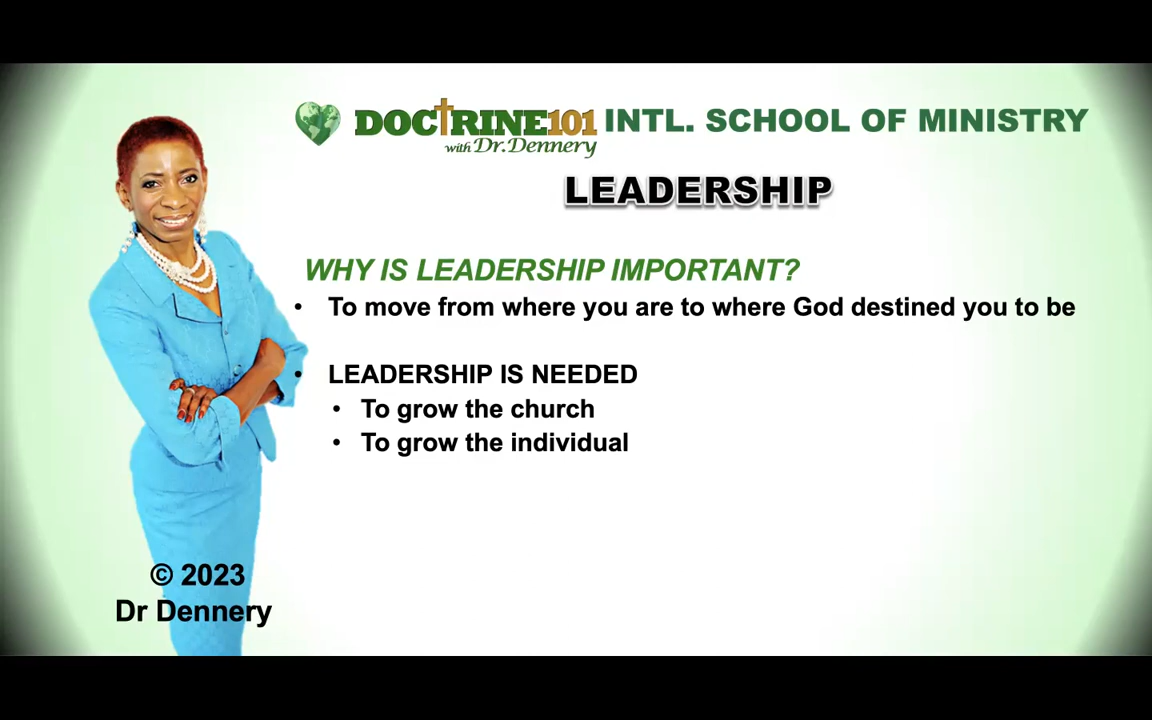 DOCTRINE101 INTL. SCHOOL OF MINISTRY
with Dr. Dennery
LEADERSHIP
WHY IS LEADERSHIP IMPORTANT?
• To move from where you are to where God destined you to be
• LEADERSHIP IS NEEDED
• To grow the church
• To grow the individual
© 2023
Dr Dennery